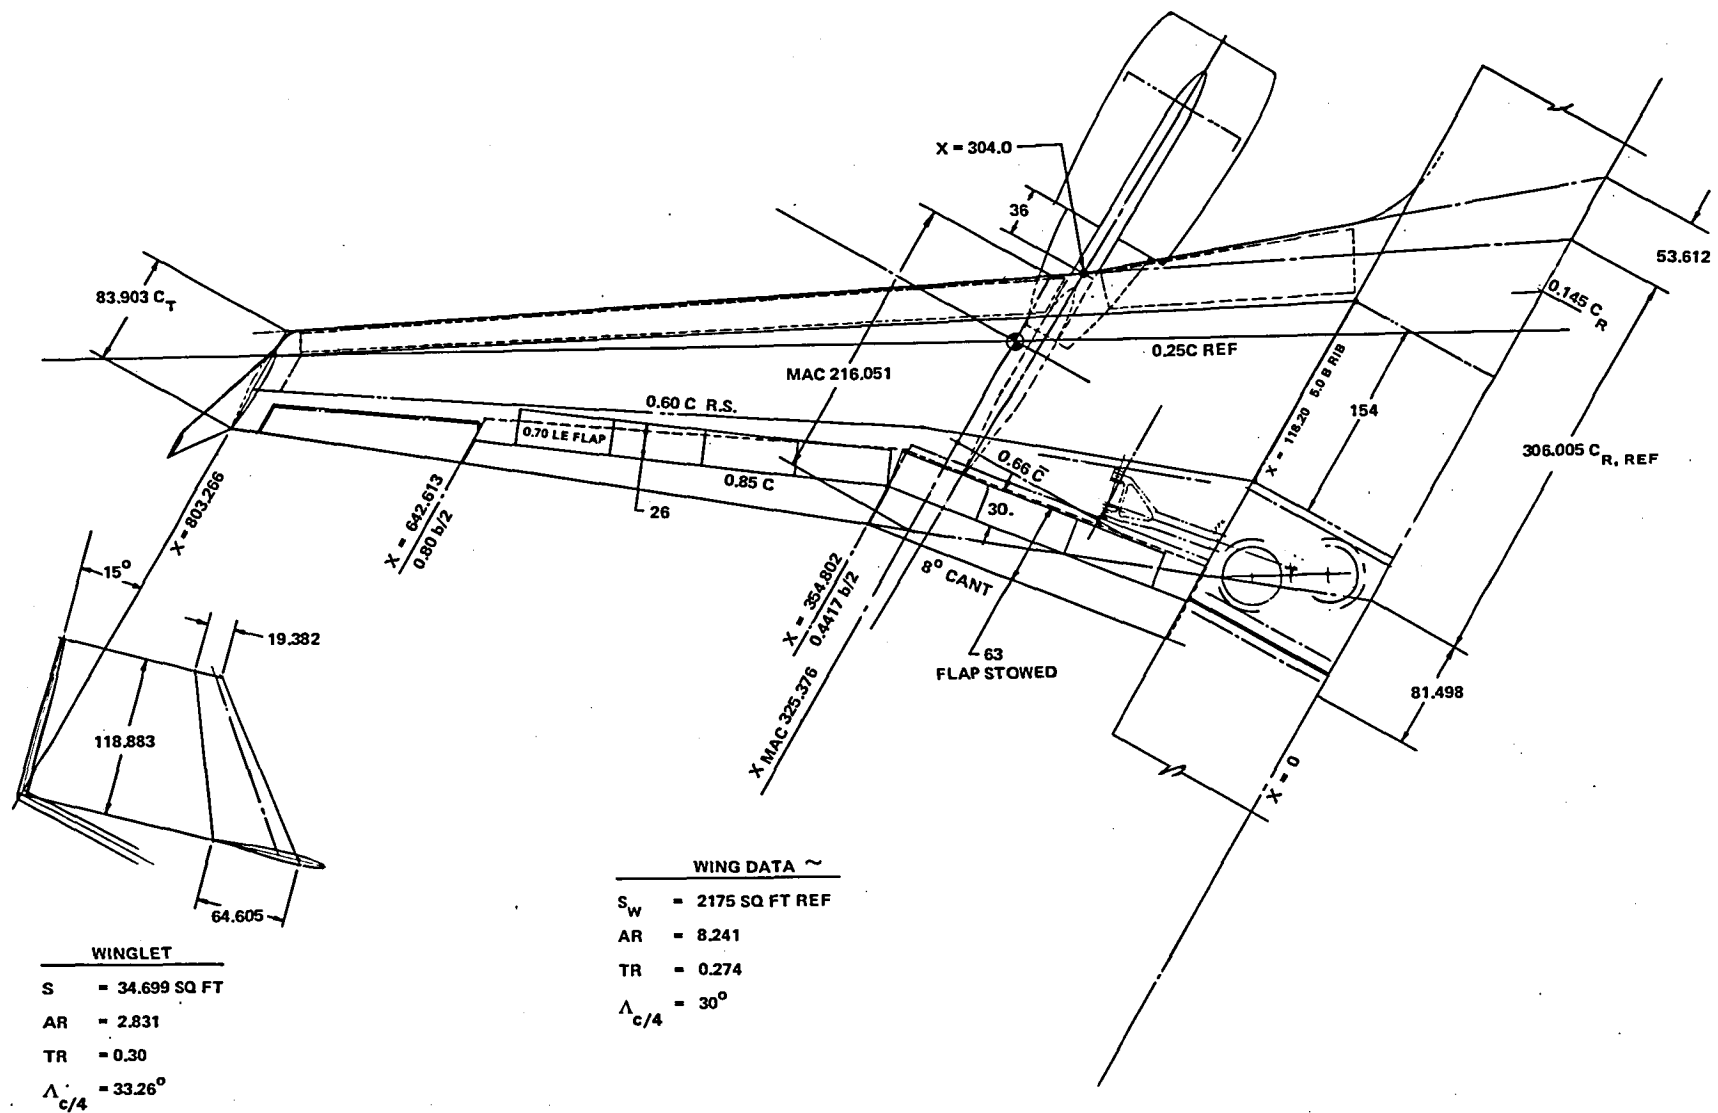 X = 304.0
36
53.612
83.903 C_T
0.145 C_R
0.25C REF
MAC 216.051
X = 118.20 5.0 B RIB
154
0.60 C R.S.
306.005 C_R, REF
0.70 LE FLAP
0.66 C̄
0.85 C
26
30.
X = 803.266
X = 642.613
0.80 b/2
8° CANT
15°
X = 354.802
0.4417 b/2
19.382
63
FLAP STOWED
81.498
X MAC 325.376
118.883
X = 0
64.605
WING DATA ~
S_W = 2175 SQ FT REF
AR = 8.241
TR = 0.274
Λ_c/4 = 30°
WINGLET
S = 34.699 SQ FT
AR = 2.831
TR = 0.30
Λ_c/4 = 33.26°